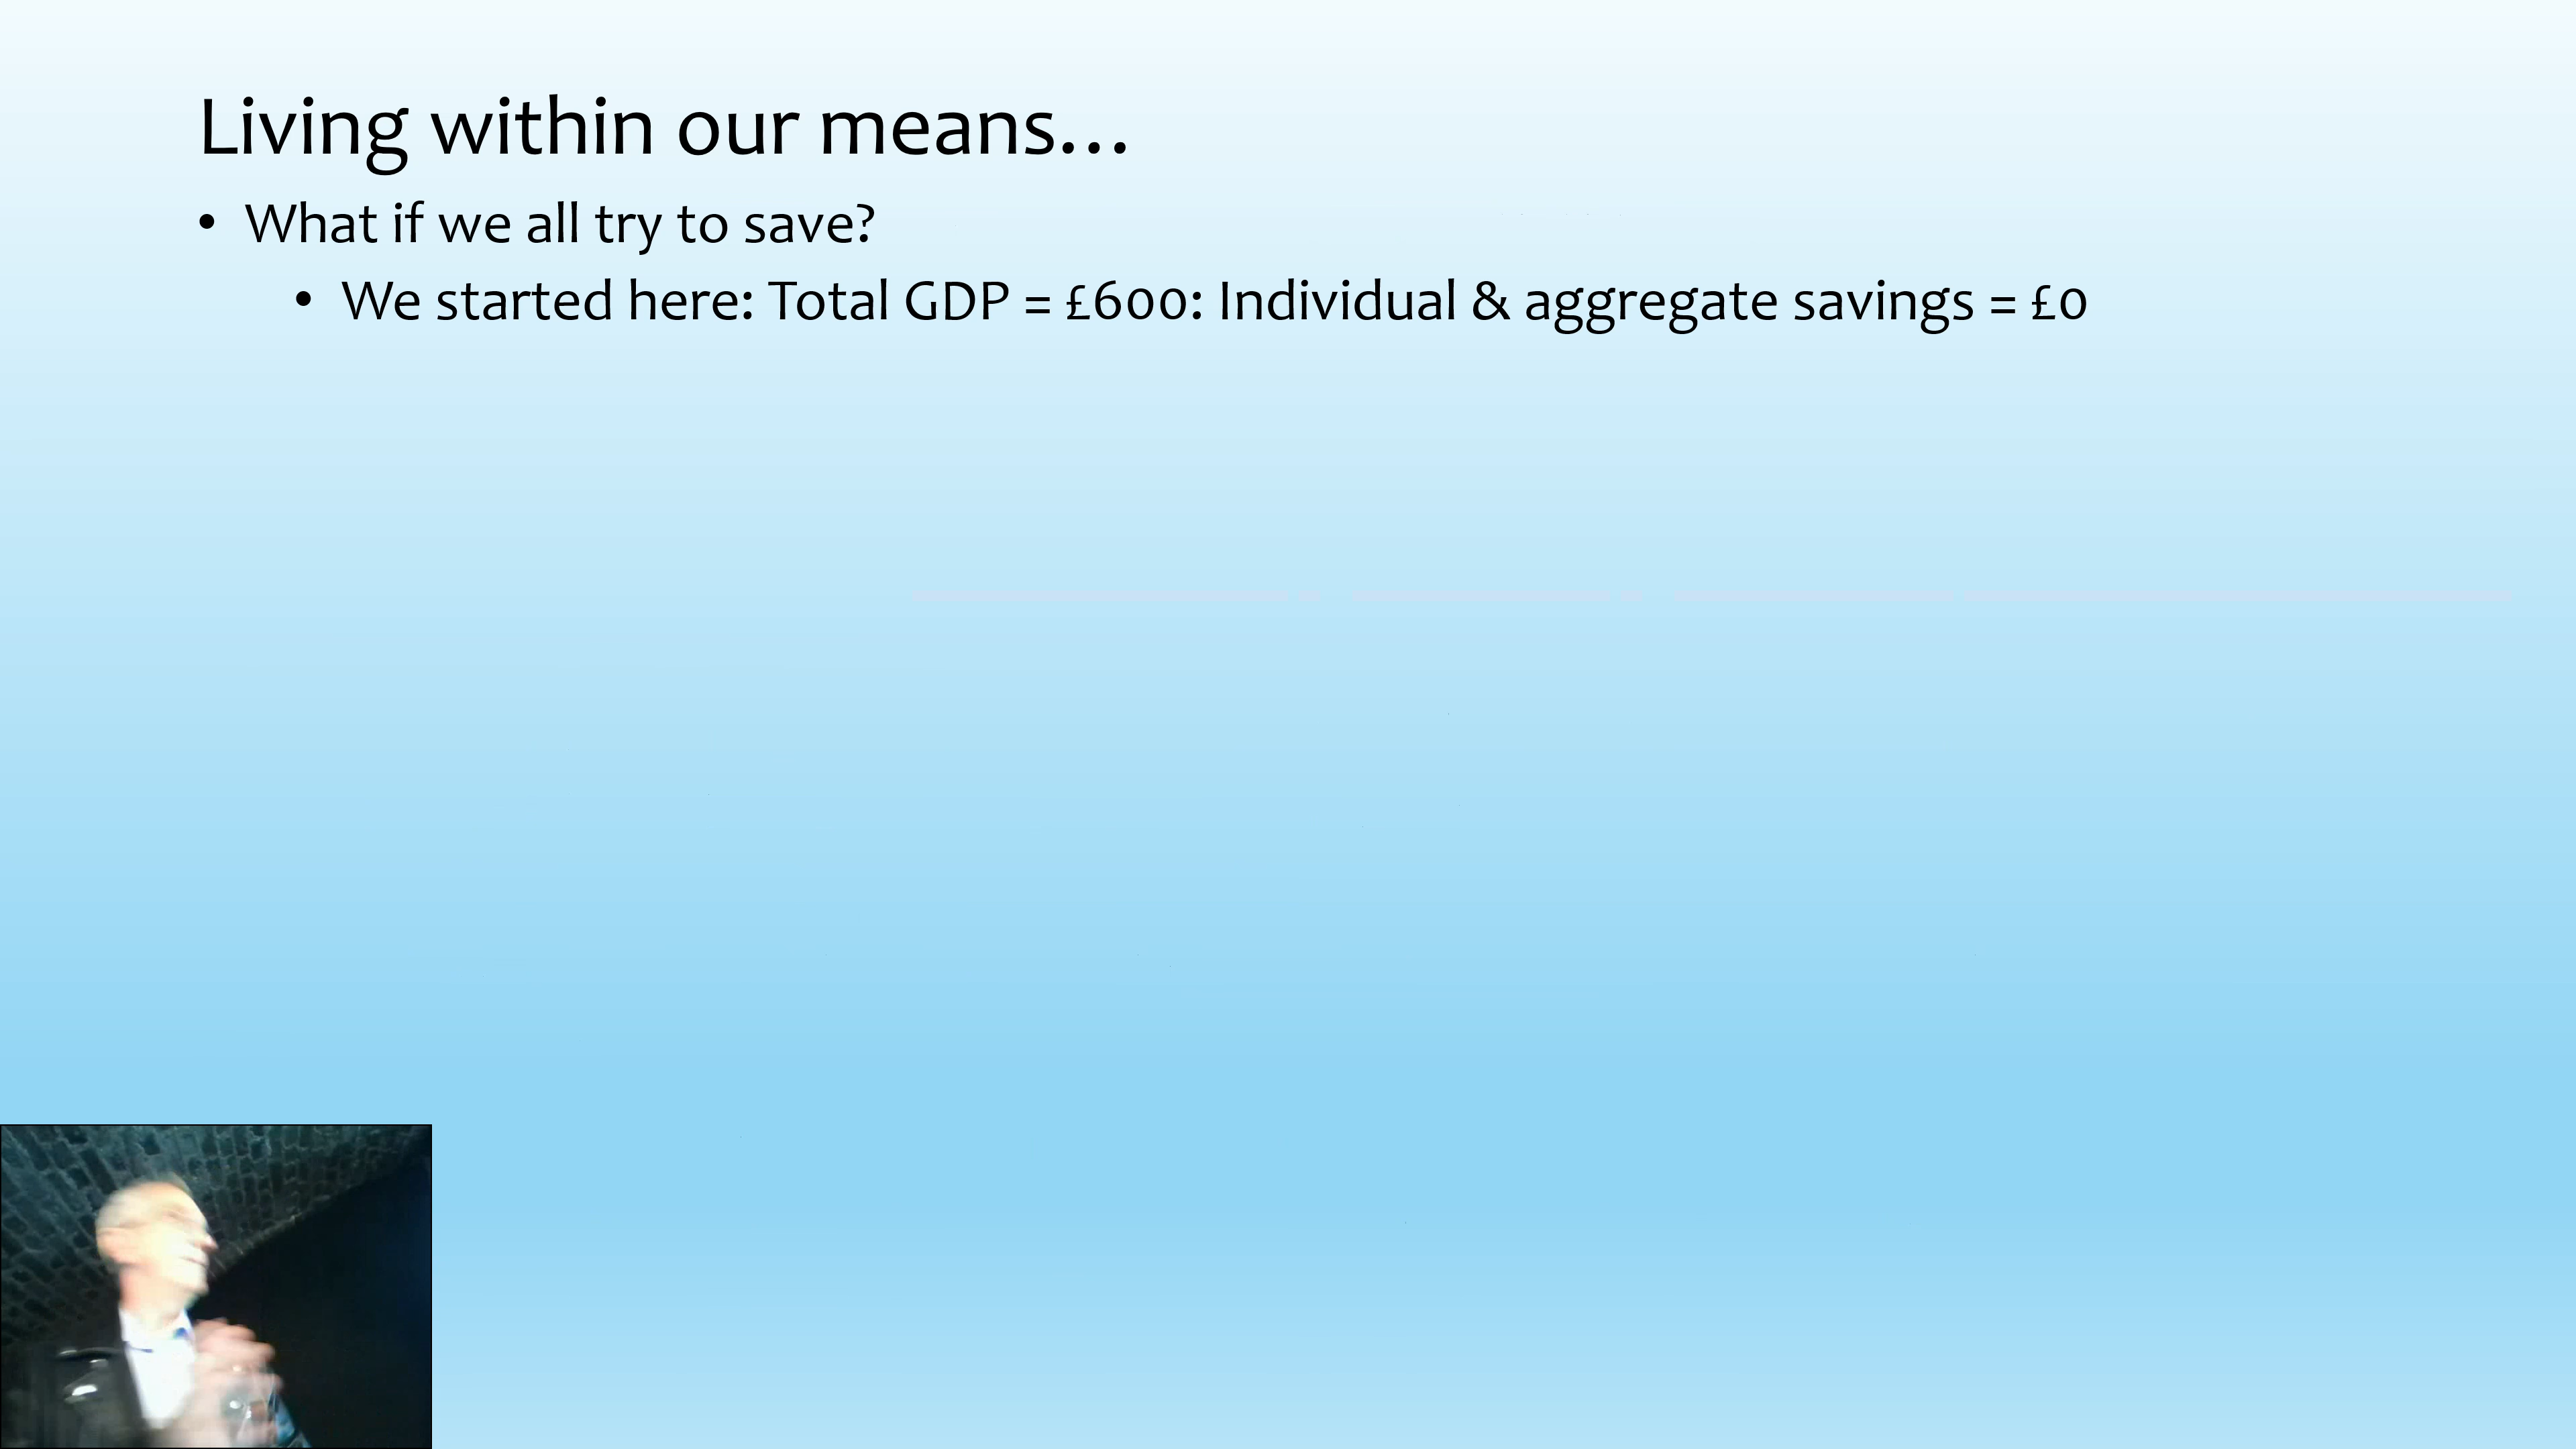 Living within our means…
• What if we all try to save?
• We started here: Total GDP = £600: Individual & aggregate savings = £0